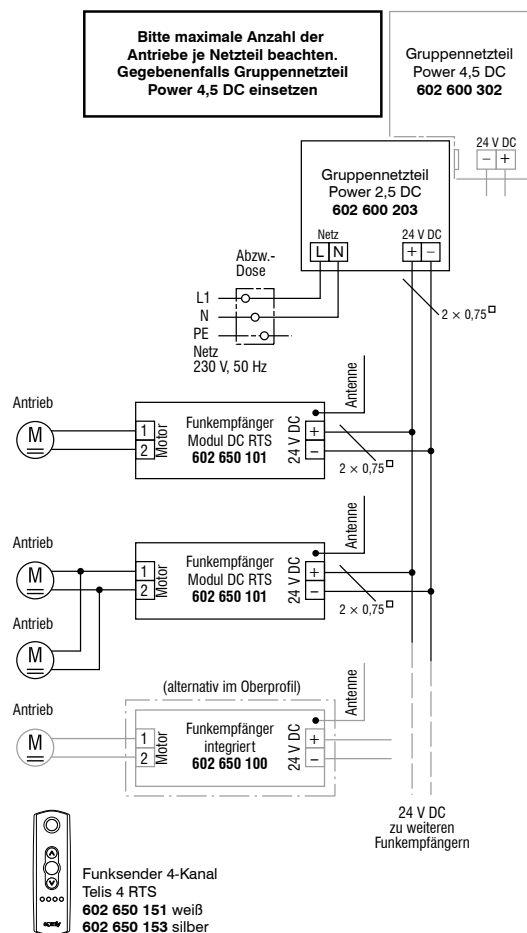 Bitte maximale Anzahl der
Antriebe je Netzteil beachten.
Gegebenenfalls Gruppennetzteil
Power 4,5 DC einsetzen
Gruppennetzteil
Power 4,5 DC
602 600 302
24 V DC
− +
Gruppennetzteil
Power 2,5 DC
602 600 203
Netz 24 V DC
L N + −
Abzw.-
Dose
L1
N
PE
Netz
230 V, 50 Hz
2 × 0,75
Antrieb
M
1
2
Motor
Funkempfänger
Modul DC RTS
602 650 101
24 V DC
+
−
Antenne
2 × 0,75
Antrieb
M
1
2
Motor
Funkempfänger
Modul DC RTS
602 650 101
24 V DC
+
−
Antenne
2 × 0,75
Antrieb
M
(alternativ im Oberprofil)
Antrieb
M
1
2
Motor
Funkempfänger
integriert
602 650 100
24 V DC
+
−
Antenne
24 V DC
zu weiteren
Funkempfängern
somfy
Funksender 4-Kanal
Telis 4 RTS
602 650 151 weiß
602 650 153 silber